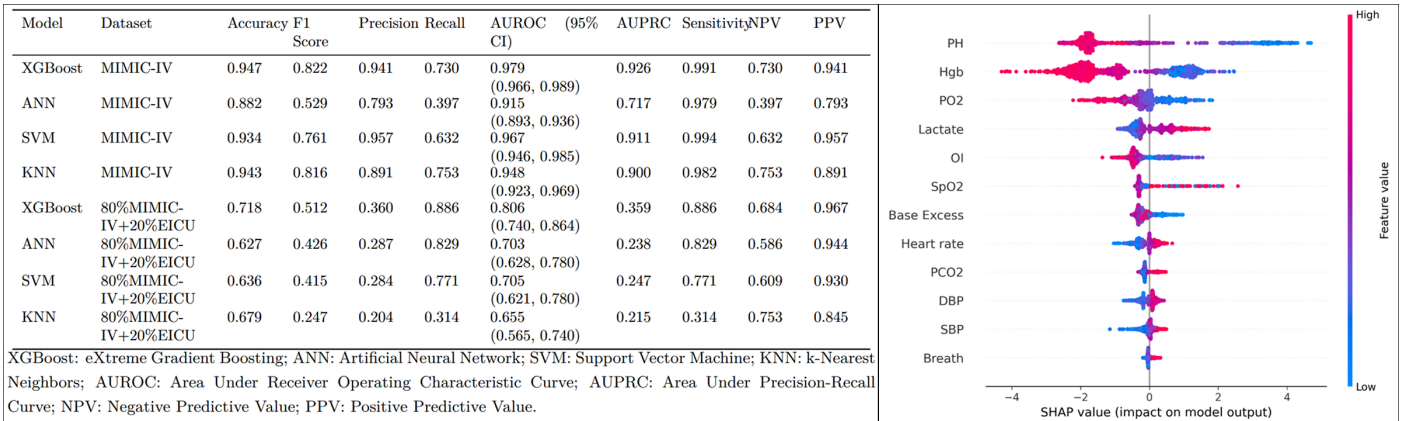 Model Dataset Accuracy F1 Score Precision Recall AUROC (95% CI) AUPRC Sensitivity NPV PPV
XGBoost MIMIC-IV 0.947 0.822 0.941 0.730 0.979 (0.966, 0.989) 0.926 0.991 0.730 0.941
ANN MIMIC-IV 0.882 0.529 0.793 0.397 0.915 (0.893, 0.936) 0.717 0.979 0.397 0.793
SVM MIMIC-IV 0.934 0.761 0.957 0.632 0.967 (0.946, 0.985) 0.911 0.994 0.632 0.957
KNN MIMIC-IV 0.943 0.816 0.891 0.753 0.948 (0.923, 0.969) 0.900 0.982 0.753 0.891
XGBoost 80%MIMIC-IV+20%EICU 0.718 0.512 0.360 0.886 0.806 (0.740, 0.864) 0.359 0.886 0.684 0.967
ANN 80%MIMIC-IV+20%EICU 0.627 0.426 0.287 0.829 0.703 (0.628, 0.780) 0.238 0.829 0.586 0.944
SVM 80%MIMIC-IV+20%EICU 0.636 0.415 0.284 0.771 0.705 (0.621, 0.780) 0.247 0.771 0.609 0.930
KNN 80%MIMIC-IV+20%EICU 0.679 0.247 0.204 0.314 0.655 (0.565, 0.740) 0.215 0.314 0.753 0.845
XGBoost: eXtreme Gradient Boosting; ANN: Artificial Neural Network; SVM: Support Vector Machine; KNN: k-Nearest
Neighbors; AUROC: Area Under Receiver Operating Characteristic Curve; AUPRC: Area Under Precision-Recall
Curve; NPV: Negative Predictive Value; PPV: Positive Predictive Value.
PH
Hgb
PO2
Lactate
OI
SpO2
Base Excess
Heart rate
PCO2
DBP
SBP
Breath
−4 −2 0 2 4
SHAP value (impact on model output)
High
Feature value
Low